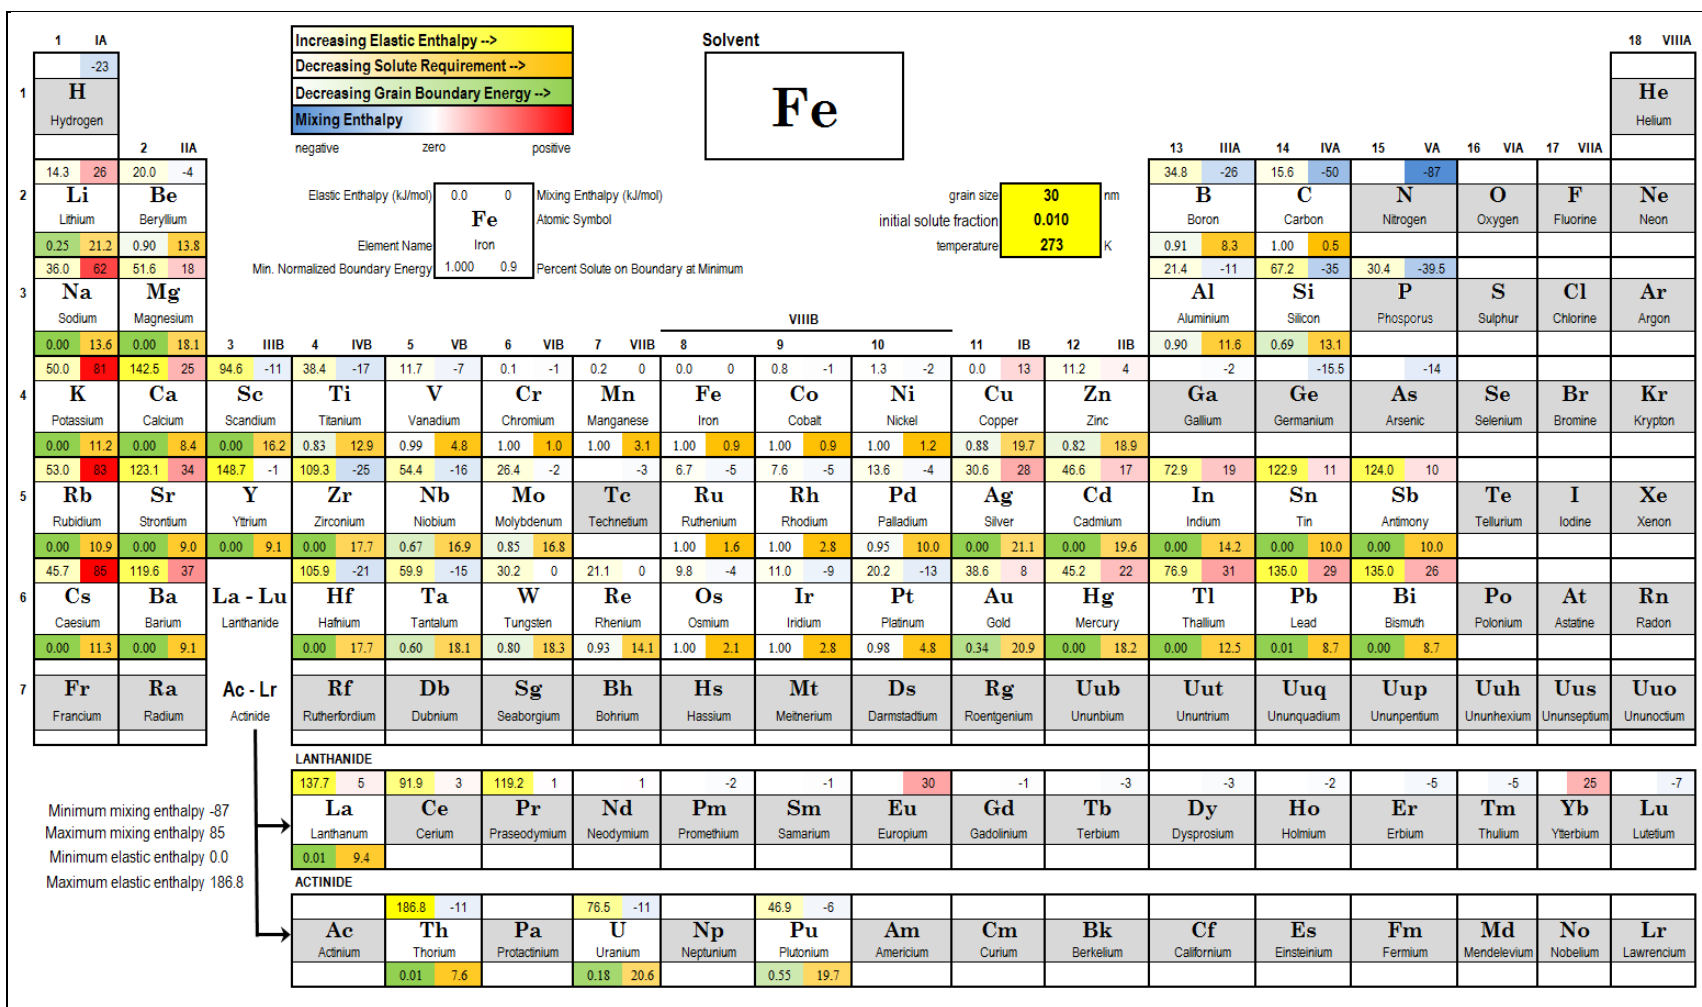 1 IA
Increasing Elastic Enthalpy -->
Solvent
18 VIIIA
-23
Decreasing Solute Requirement -->
1 H
Decreasing Grain Boundary Energy -->
Fe
He
Hydrogen
Mixing Enthalpy
Helium
2 IIA
negative zero positive
13 IIIA 14 IVA 15 VA 16 VIA 17 VIIA
14.3 26 20.0 -4 34.8 -26 15.6 -50 -87
2 Li Be
Elastic Enthalpy (kJ/mol) 0.0 0 Mixing Enthalpy (kJ/mol)
grain size 30 nm
B C N O F Ne
Lithium Beryllium
Fe Atomic Symbol
initial solute fraction 0.010
Boron Carbon Nitrogen Oxygen Fluorine Neon
0.25 21.2 0.90 13.8
Element Name Iron
temperature 273 K
0.91 8.3 1.00 0.5
36.0 62 51.6 18
Min. Normalized Boundary Energy 1.000 0.9 Percent Solute on Boundary at Minimum
21.4 -11 67.2 -35 30.4 -39.5
3 Na Mg Al Si P S Cl Ar
Sodium Magnesium
VIIIB
Aluminium Silicon Phosporus Sulphur Chlorine Argon
0.00 13.6 0.00 18.1 3 IIIB 4 IVB 5 VB 6 VIB 7 VIIB 8 9 10 11 IB 12 IIB 0.90 11.6 0.69 13.1
50.0 81 142.5 25 94.6 -11 38.4 -17 11.7 -7 0.1 -1 0.2 0 0.0 0 0.8 -1 1.3 -2 0.0 13 11.2 4 -2 -15.5 -14
4 K Ca Sc Ti V Cr Mn Fe Co Ni Cu Zn Ga Ge As Se Br Kr
Potassium Calcium Scandium Titanium Vanadium Chromium Manganese Iron Cobalt Nickel Copper Zinc Gallium Germanium Arsenic Selenium Bromine Krypton
0.00 11.2 0.00 8.4 0.00 16.2 0.83 12.9 0.99 4.8 1.00 1.0 1.00 3.1 1.00 0.9 1.00 0.9 1.00 1.2 0.88 19.7 0.82 18.9
53.0 83 123.1 34 148.7 -1 109.3 -25 54.4 -16 26.4 -2 -3 6.7 -5 7.6 -5 13.6 -4 30.6 28 46.6 17 72.9 19 122.9 11 124.0 10
5 Rb Sr Y Zr Nb Mo Tc Ru Rh Pd Ag Cd In Sn Sb Te I Xe
Rubidium Strontium Yttrium Zirconium Niobium Molybdenum Technetium Ruthenium Rhodium Palladium Silver Cadmium Indium Tin Antimony Tellurium Iodine Xenon
0.00 10.9 0.00 9.0 0.00 9.1 0.00 17.7 0.67 16.9 0.85 16.8 1.00 1.6 1.00 2.8 0.95 10.0 0.00 21.1 0.00 19.6 0.00 14.2 0.00 10.0 0.00 10.0
45.7 85 119.6 37 105.9 -21 59.9 -15 30.2 0 21.1 0 9.8 -4 11.0 -9 20.2 -13 38.6 8 45.2 22 76.9 31 135.0 29 135.0 26
6 Cs Ba La - Lu Hf Ta W Re Os Ir Pt Au Hg Tl Pb Bi Po At Rn
Caesium Barium Lanthanide Hafnium Tantalum Tungsten Rhenium Osmium Iridium Platinum Gold Mercury Thallium Lead Bismuth Polonium Astatine Radon
0.00 11.3 0.00 9.1 0.00 17.7 0.60 18.1 0.80 18.3 0.93 14.1 1.00 2.1 1.00 2.8 0.98 4.8 0.34 20.9 0.00 18.2 0.00 12.5 0.01 8.7 0.00 8.7
7 Fr Ra Ac - Lr Rf Db Sg Bh Hs Mt Ds Rg Uub Uut Uuq Uup Uuh Uus Uuo
Francium Radium Actinide Rutherfordium Dubnium Seaborgium Bohrium Hassium Meitnerium Darmstadtium Roentgenium Ununbium Ununtrium Ununquadium Ununpentium Ununhexium Ununseptium Ununoctium
LANTHANIDE
137.7 5 91.9 3 119.2 1 1 -2 -1 30 -1 -3 -3 -2 -5 -5 25 -7
Minimum mixing enthalpy -87
La Ce Pr Nd Pm Sm Eu Gd Tb Dy Ho Er Tm Yb Lu
Maximum mixing enthalpy 85
Lanthanum Cerium Praseodymium Neodymium Promethium Samarium Europium Gadolinium Terbium Dysprosium Holmium Erbium Thulium Ytterbium Lutetium
Minimum elastic enthalpy 0.0
0.01 9.4
Maximum elastic enthalpy 186.8
ACTINIDE
186.8 -11 76.5 -11 46.9 -6
Ac Th Pa U Np Pu Am Cm Bk Cf Es Fm Md No Lr
Actinium Thorium Protactinium Uranium Neptunium Plutonium Americium Curium Berkelium Californium Einsteinium Fermium Mendelevium Nobelium Lawrencium
0.01 7.6 0.18 20.6 0.55 19.7